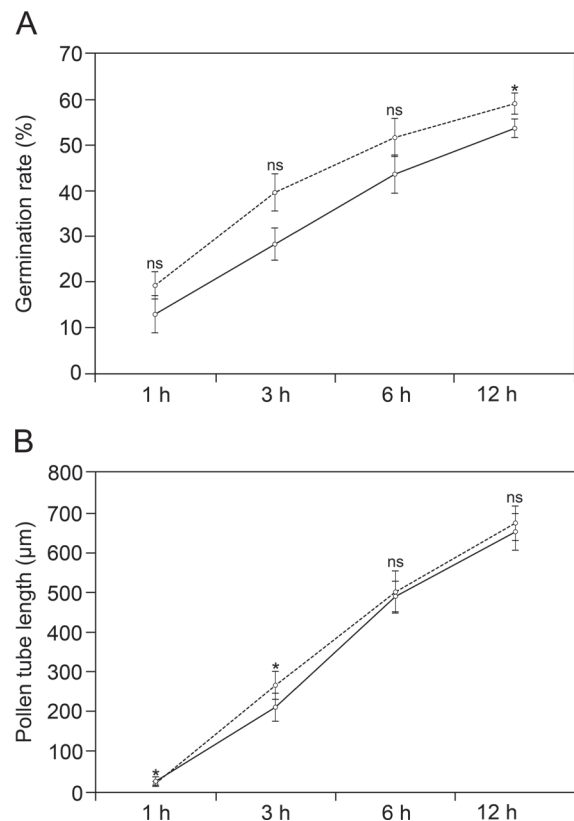 A
70
60
50
40
30
20
10
0
Germination rate (%)
ns
ns
ns
*
1 h 3 h 6 h 12 h
B
800
700
600
500
400
300
200
100
0
Pollen tube length (µm)
*
*
ns
ns
1 h 3 h 6 h 12 h